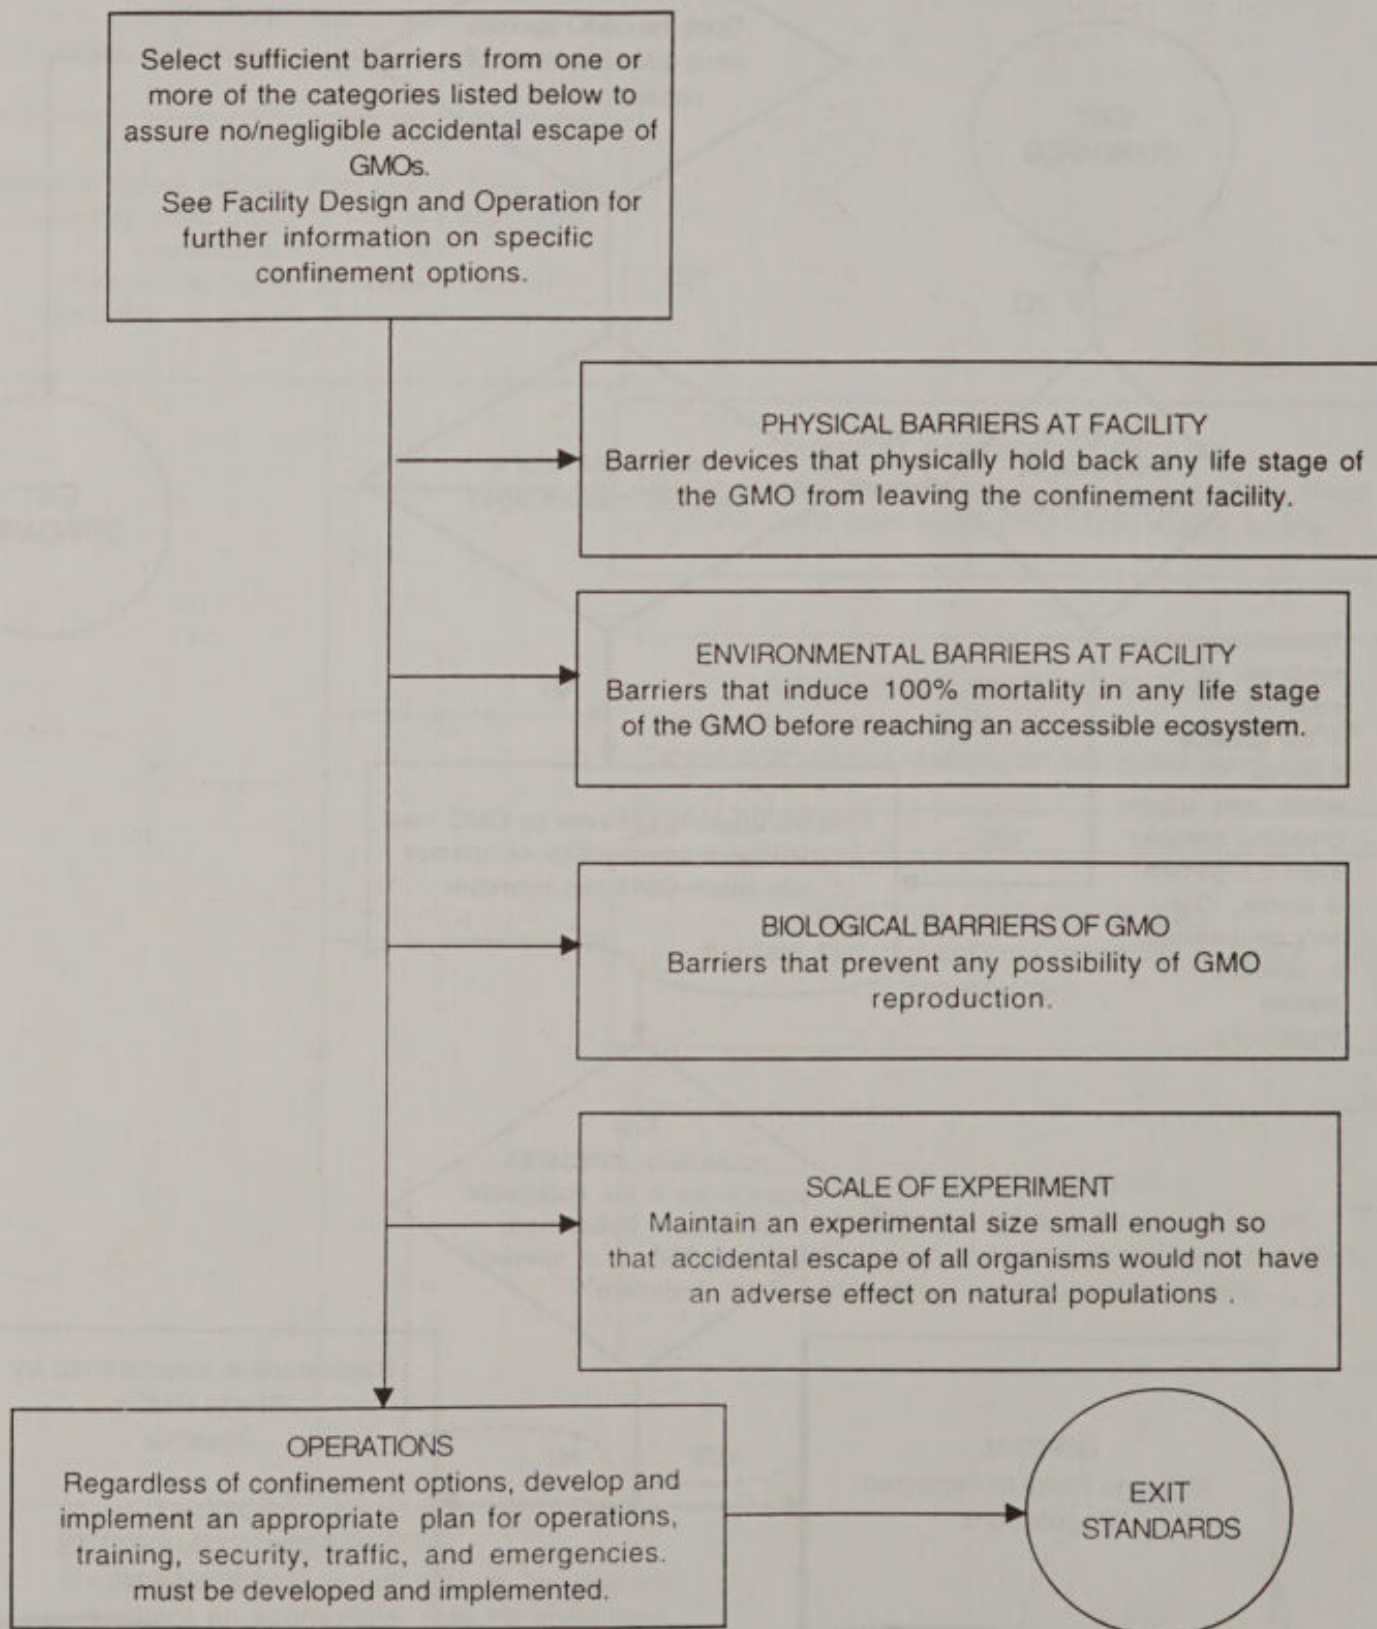 Select sufficient barriers from one or
more of the categories listed below to
assure no/negligible accidental escape of
GMOs.
See Facility Design and Operation for
further information on specific
confinement options.
PHYSICAL BARRIERS AT FACILITY
Barrier devices that physically hold back any life stage of
the GMO from leaving the confinement facility.
ENVIRONMENTAL BARRIERS AT FACILITY
Barriers that induce 100% mortality in any life stage
of the GMO before reaching an accessible ecosystem.
BIOLOGICAL BARRIERS OF GMO
Barriers that prevent any possibility of GMO
reproduction.
SCALE OF EXPERIMENT
Maintain an experimental size small enough so
that accidental escape of all organisms would not have
an adverse effect on natural populations .
OPERATIONS
Regardless of confinement options, develop and
implement an appropriate plan for operations,
training, security, traffic, and emergencies.
must be developed and implemented.
EXIT
STANDARDS